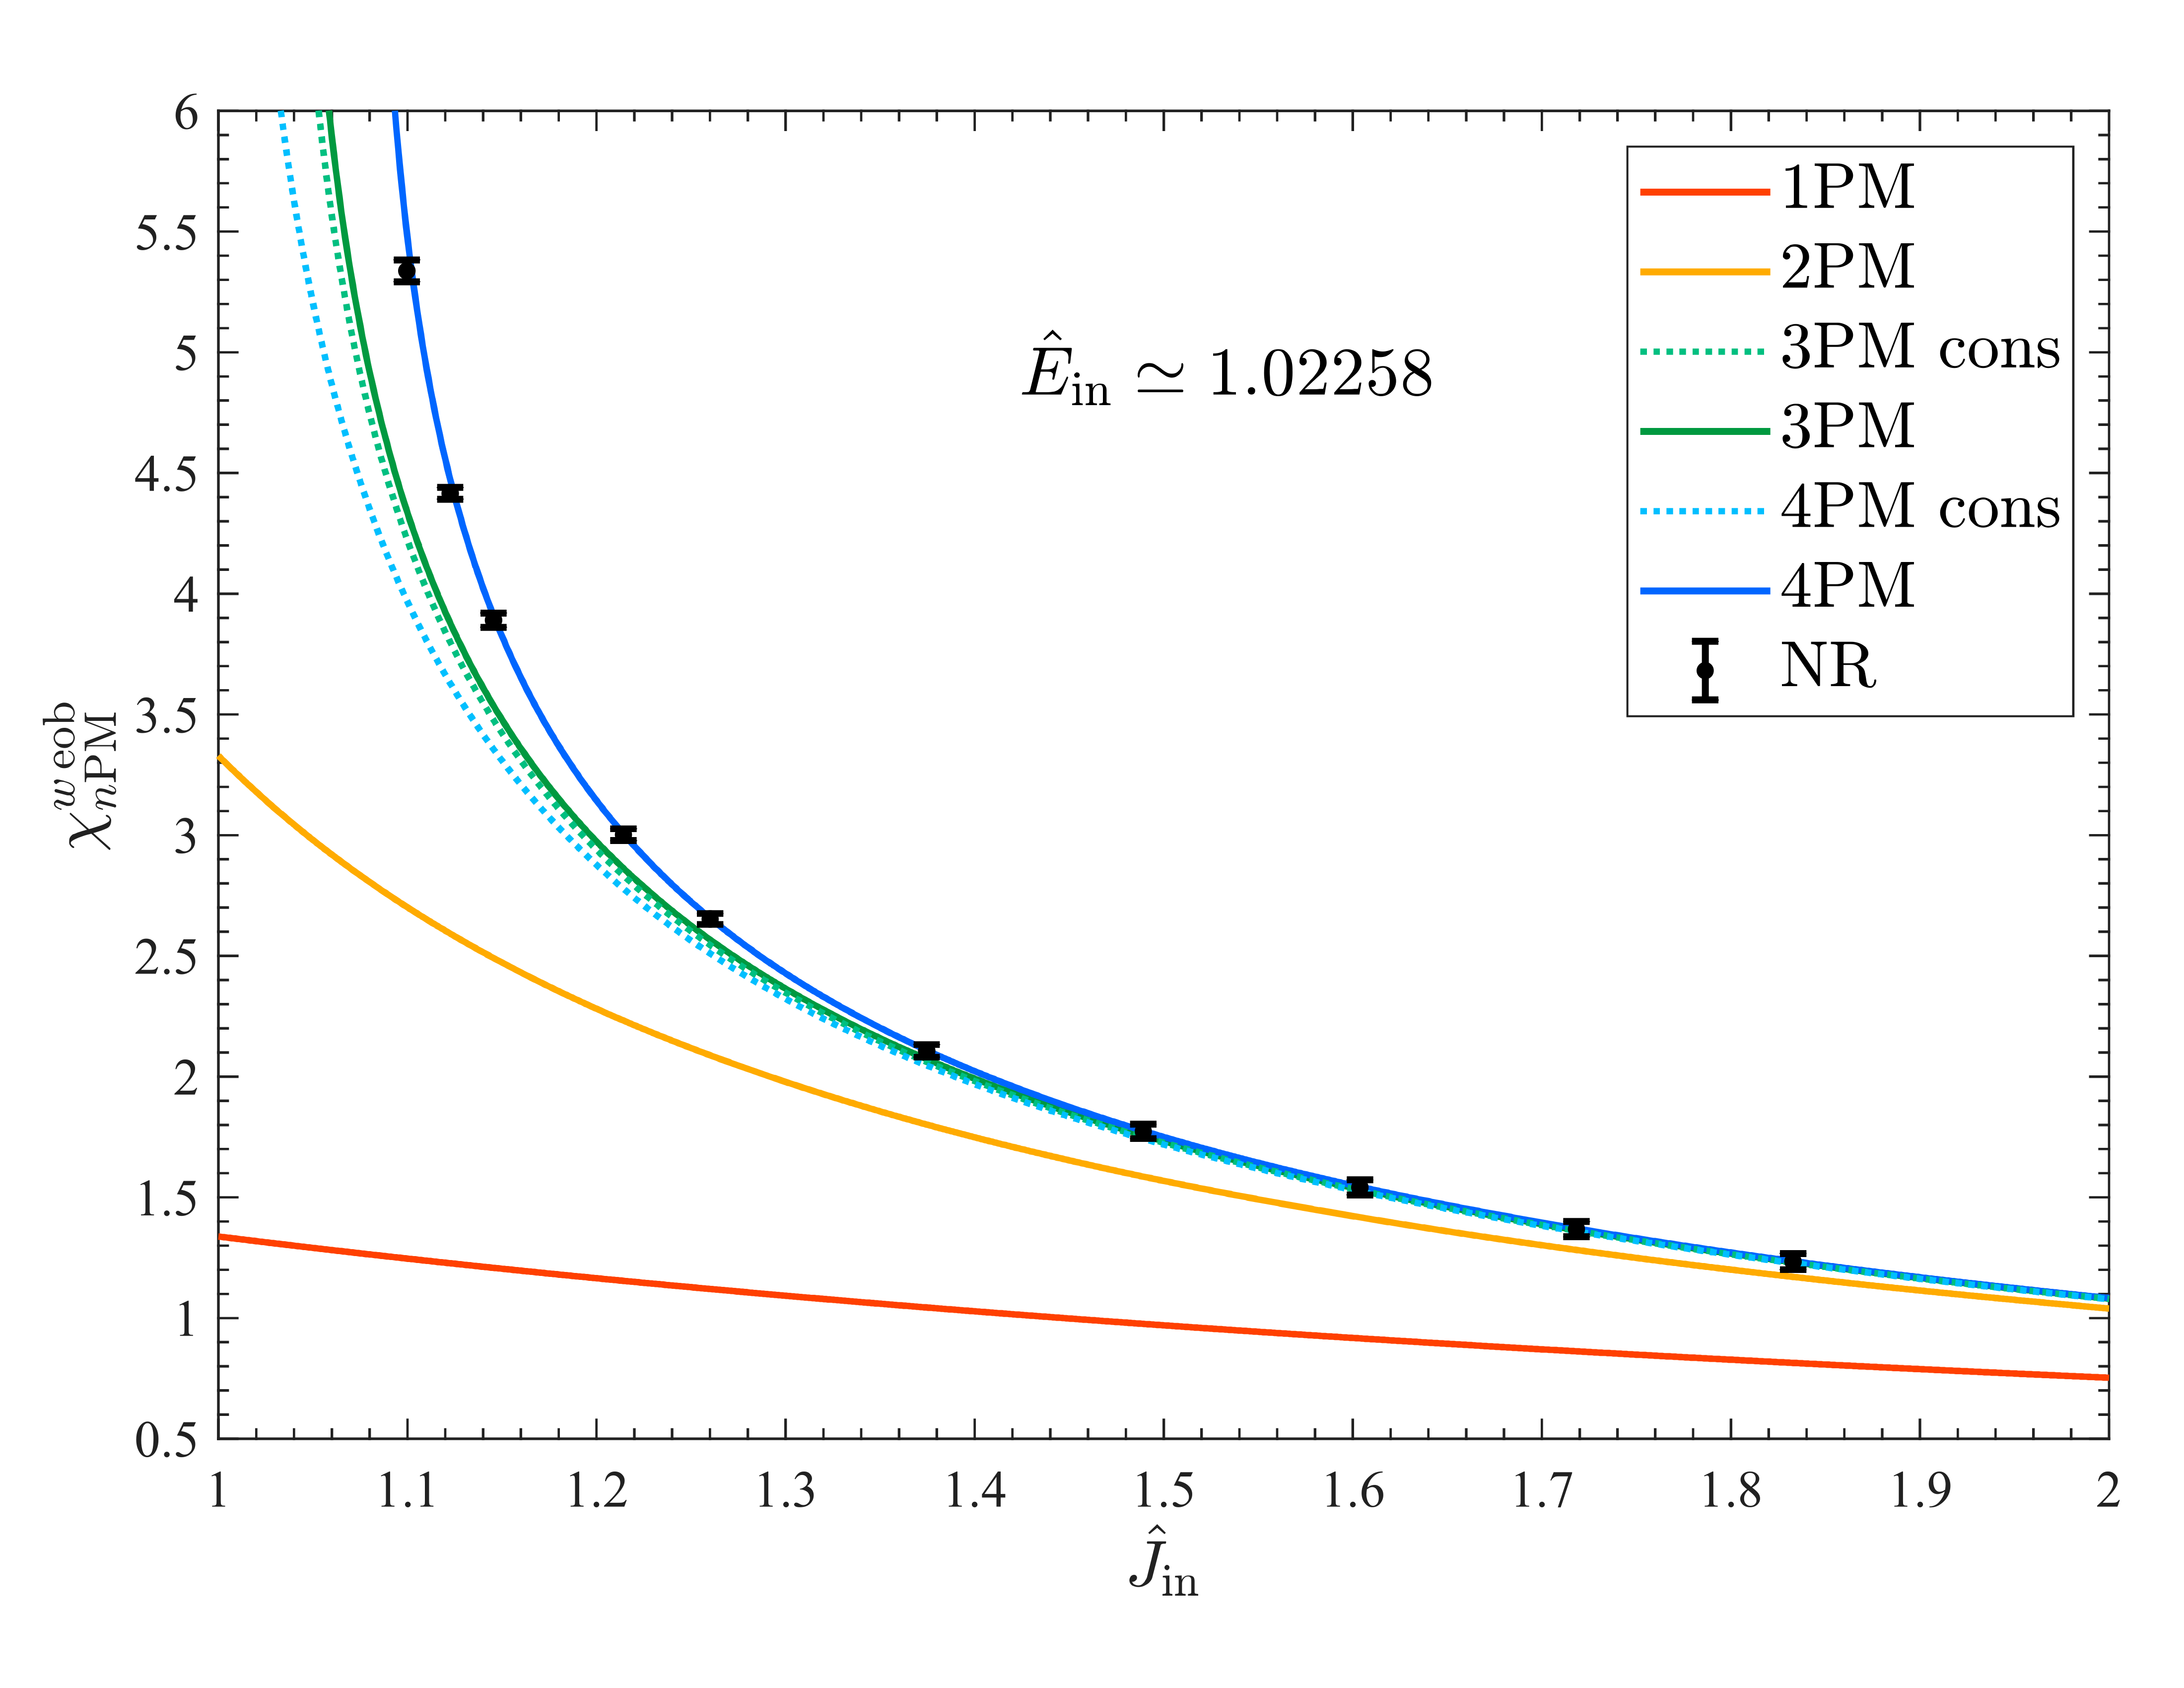 6
5.5
5
4.5
4
3.5
3
2.5
2
1.5
1
0.5
χ_{nPM}^{w eob}
Ê_in ≃ 1.02258
1PM
2PM
3PM cons
3PM
4PM cons
4PM
NR
1 1.1 1.2 1.3 1.4 1.5 1.6 1.7 1.8 1.9 2
Ĵ_in